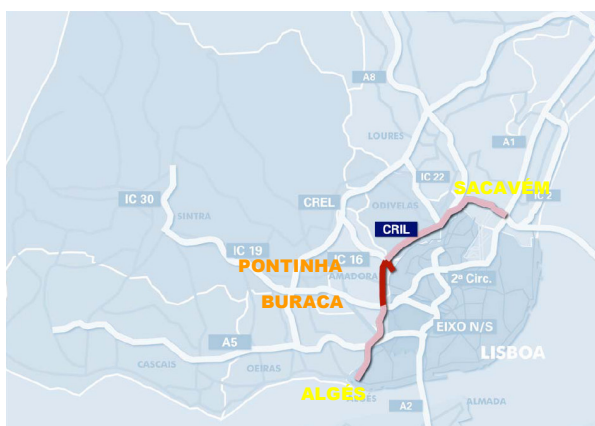 A8
LOURES
A1
IC 22
SACAVÉM
IC 2
IC 30
CREL
ODIVELAS
SINTRA
CRIL
IC 19
IC 16
PONTINHA
AMADORA
2ª Circ.
BURACA
EIXO N/S
A5
LISBOA
CASCAIS
OEIRAS
ALGÉS
A2
ALMADA